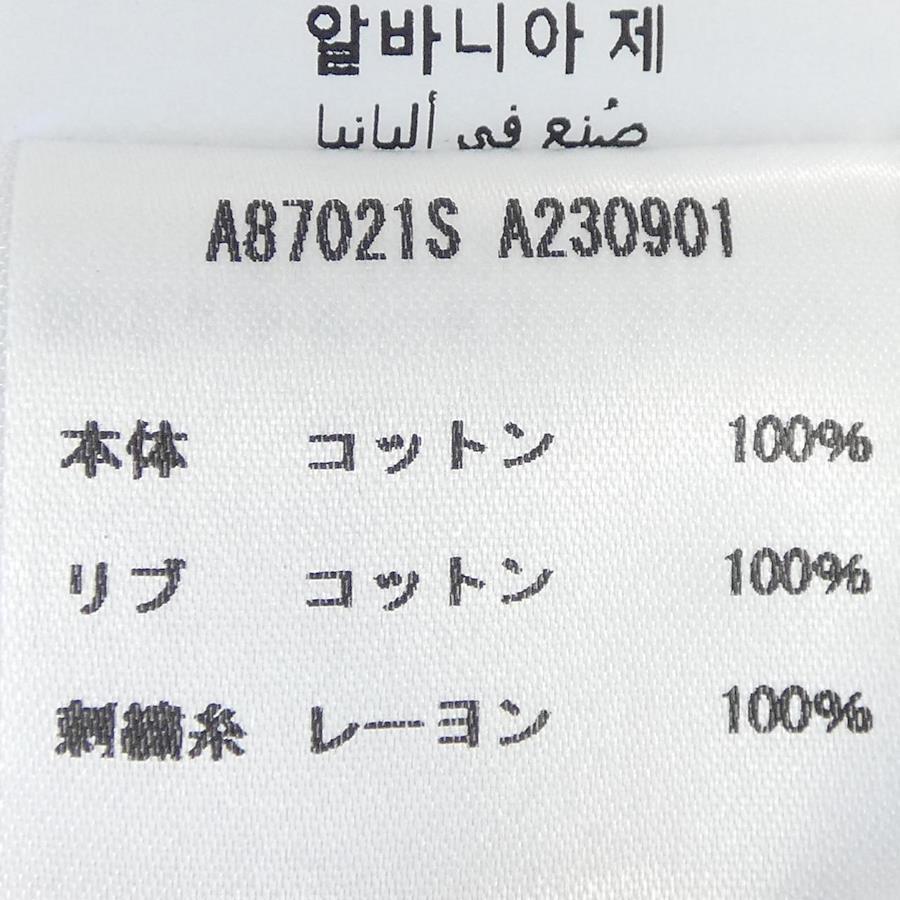 알바니아 제
صُنع في ألبانيا
A87021S A230901
本体 コットン 100%
リブ コットン 100%
刺繍糸 レーヨン 100%